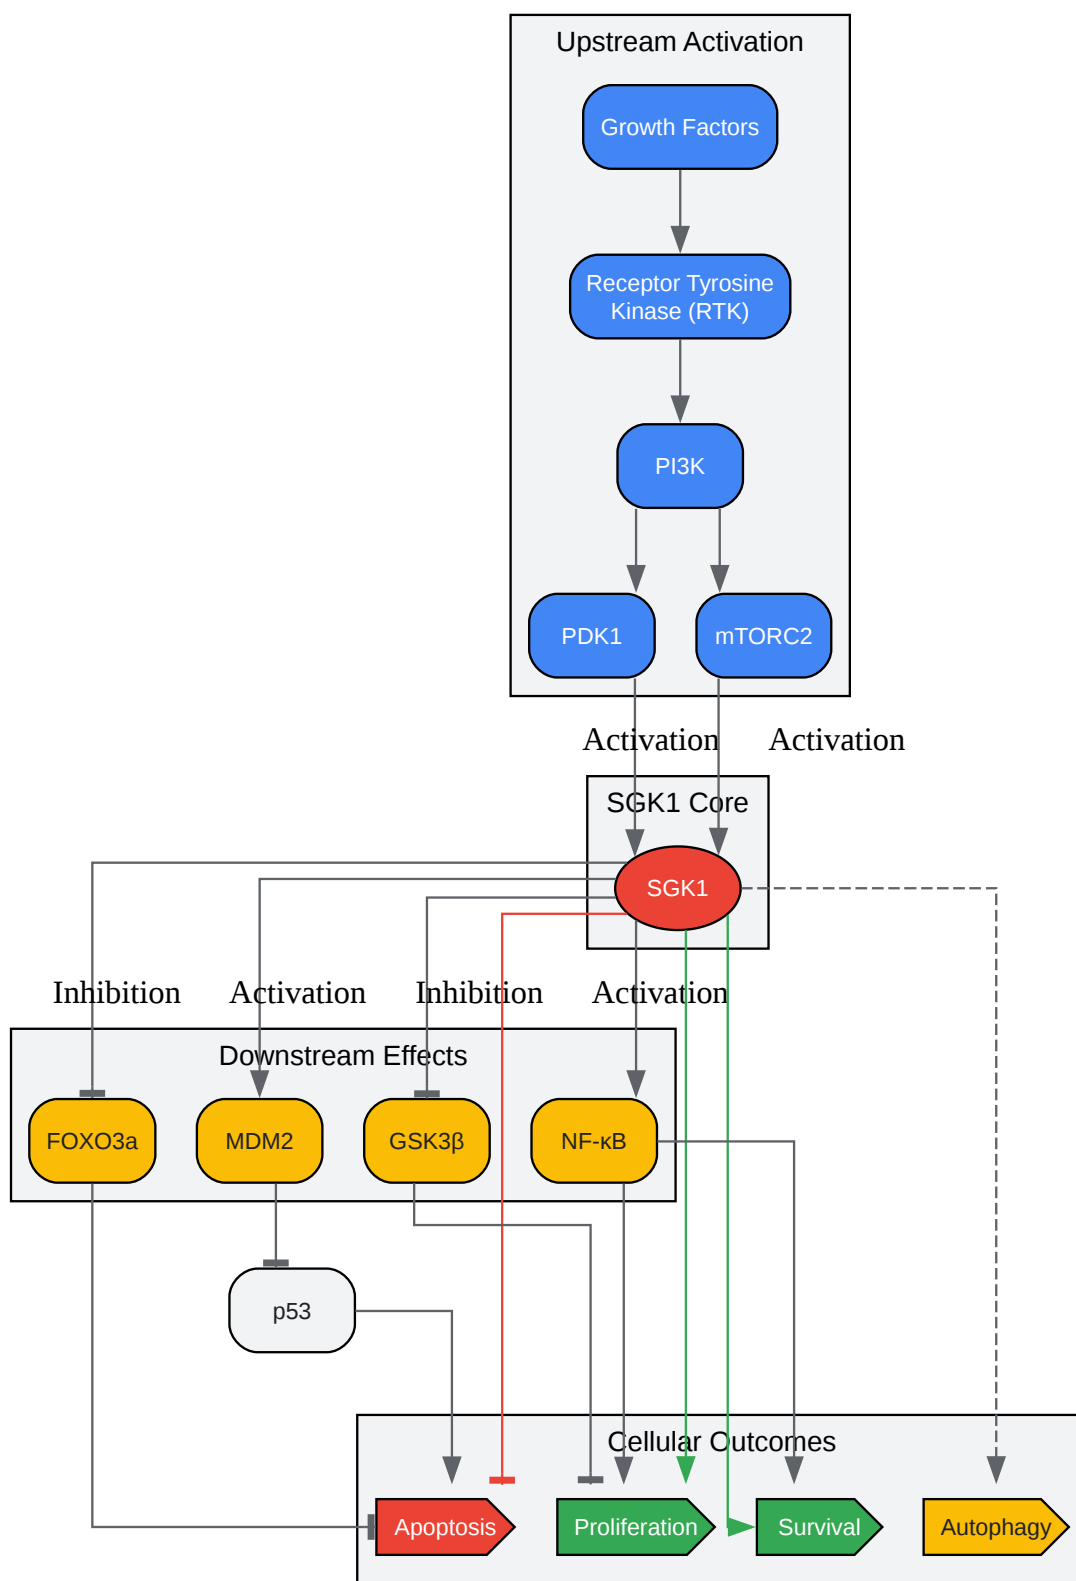 Upstream Activation
Growth Factors
Receptor Tyrosine
Kinase (RTK)
PI3K
PDK1
mTORC2
Activation
Activation
SGK1 Core
SGK1
Inhibition
Activation
Inhibition
Activation
Downstream Effects
FOXO3a
MDM2
GSK3β
NF-κB
p53
Cellular Outcomes
Apoptosis
Proliferation
Survival
Autophagy